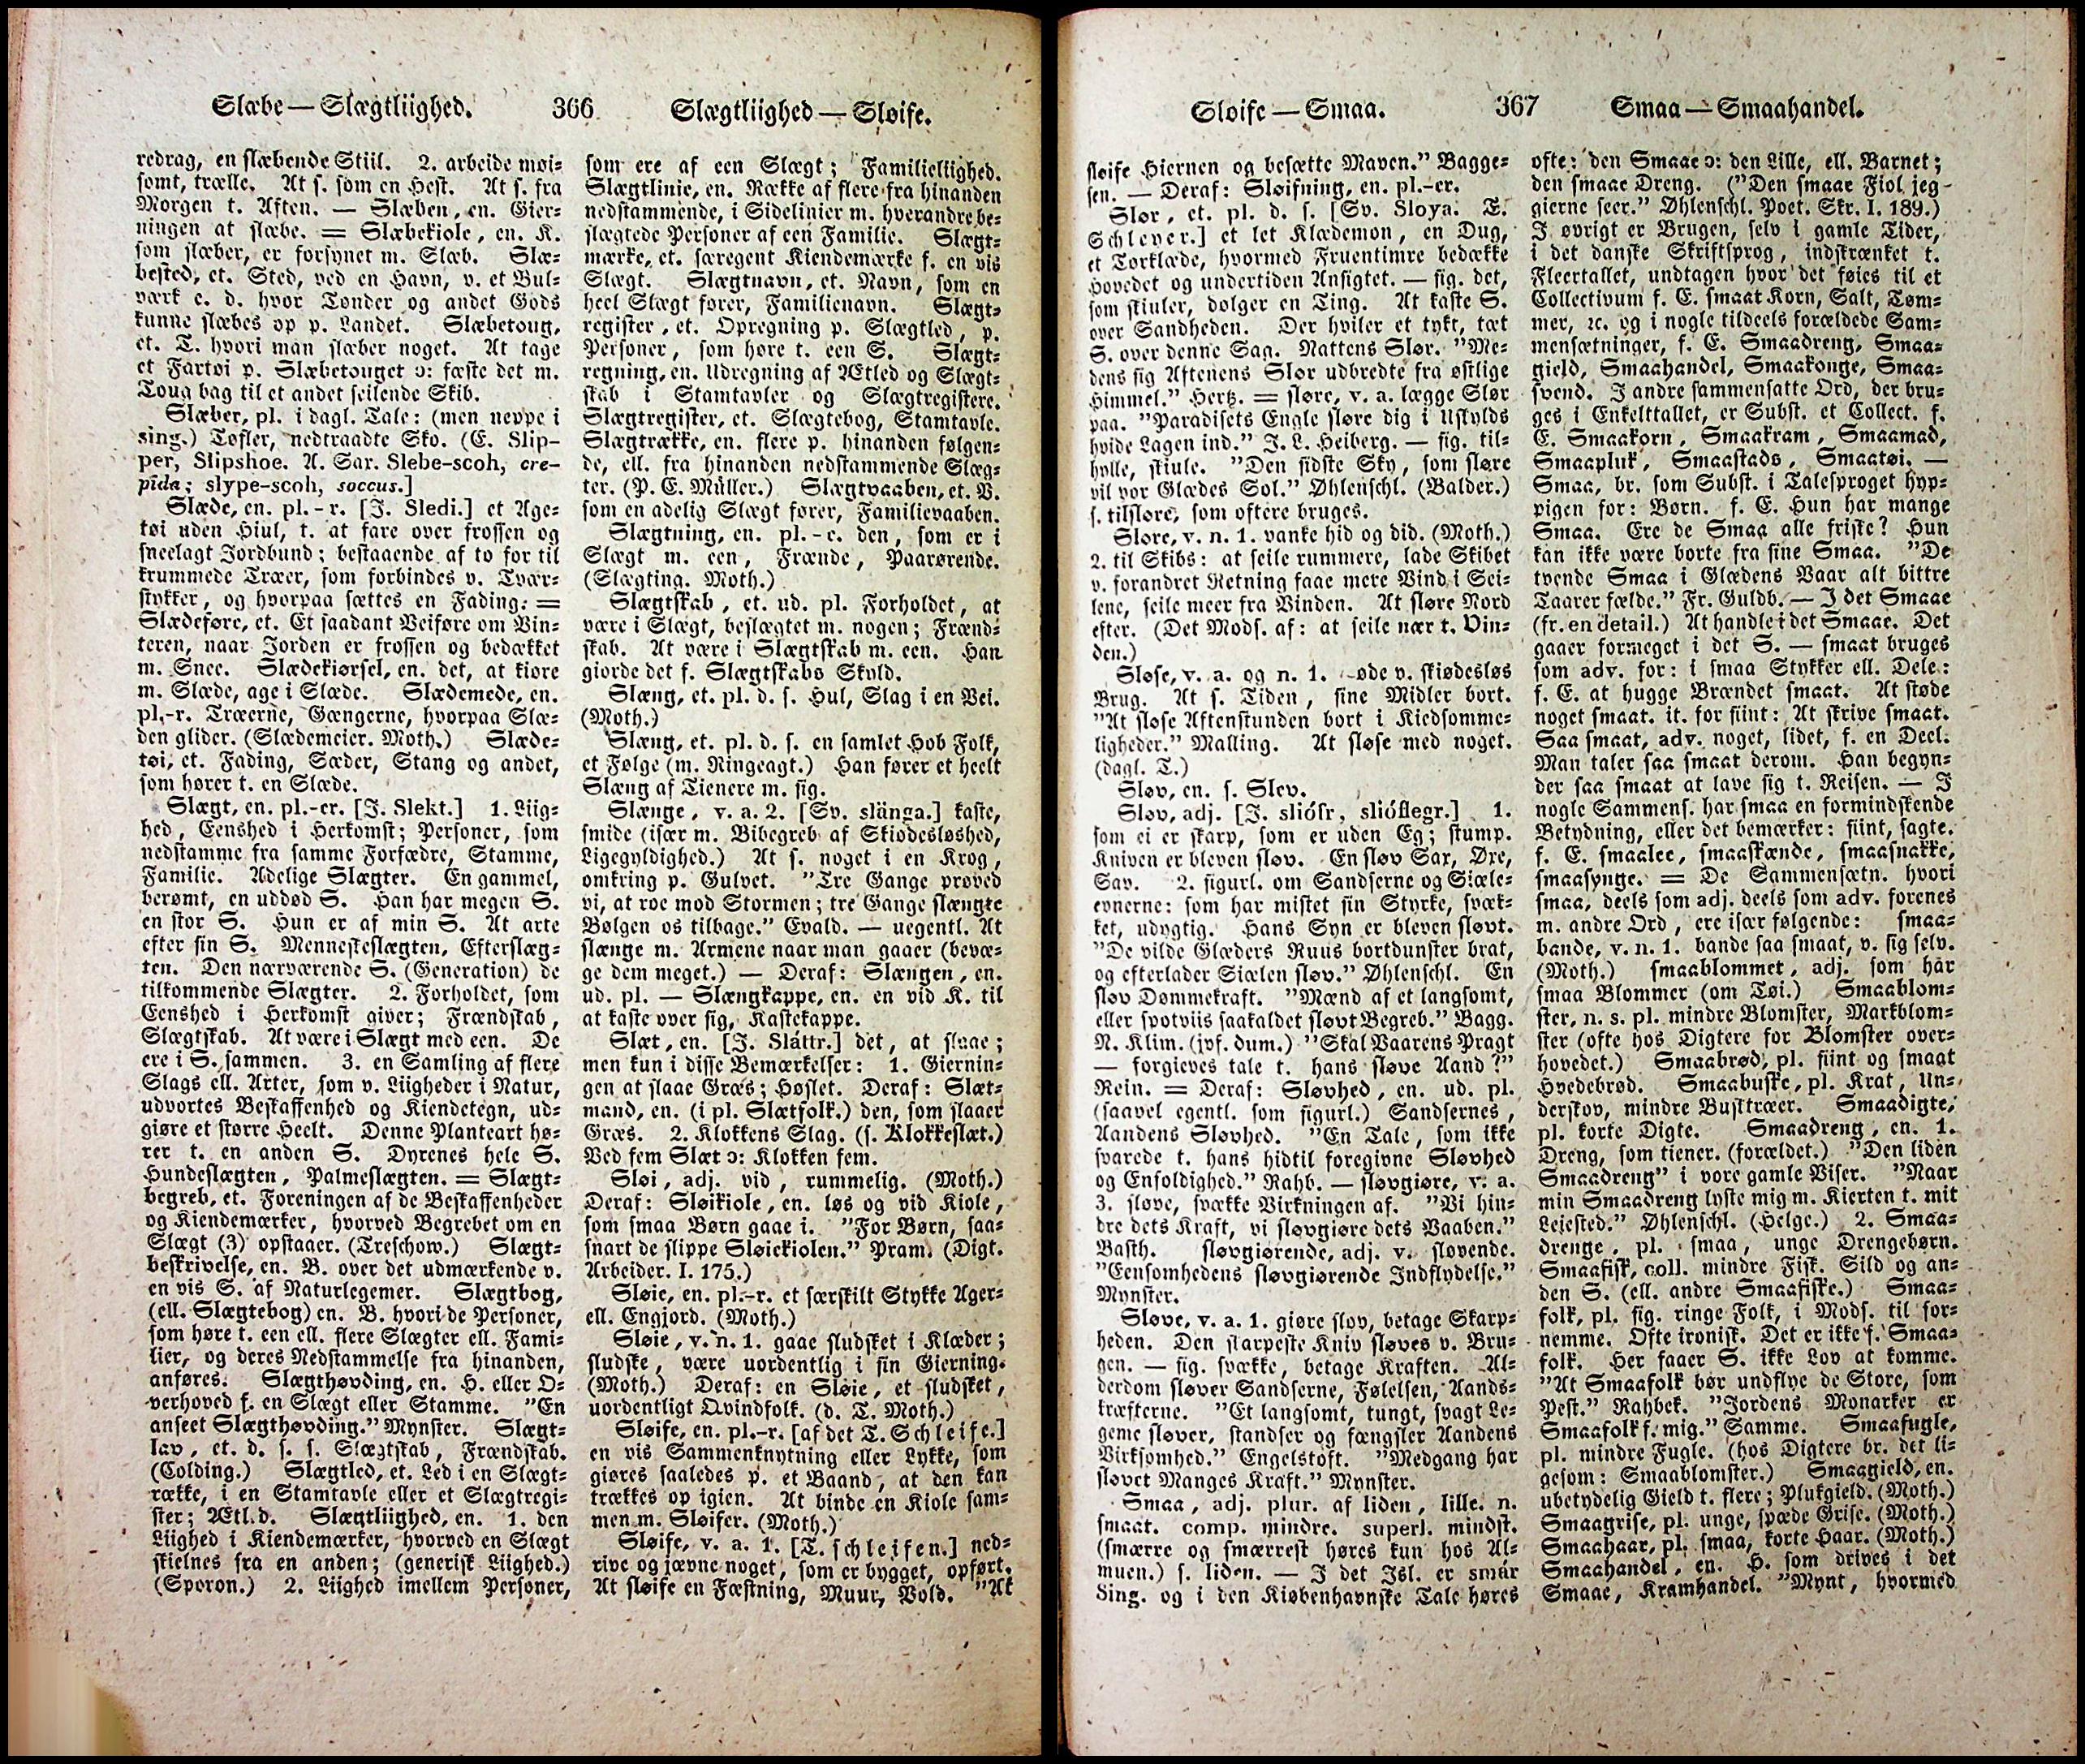 Slæbe — Slægtliighed.
366
Slægtliighed — Sløife.
redrag, en slæbende Stiil. 2. arbeide møi-
somt, trælle. At s. som en Hest. At s. fra
Morgen t. Aften. — Slæben, en. Gier-
ningen at slæbe. = Slæbekiole, en. K.
som slæber, er forsynet m. Slæb. Slæ-
bested, et. Sted, ved en Havn, v. et Bul-
værk e. d. hvor Tønder og andet Gods
kunne slæbes op p. Landet. Slæbetoug,
et. T. hvori man slæber noget. At tage
et Fartøi p. Slæbetouget ɔ: fæste det m.
Toug bag til et andet seilende Skib.
Slæber, pl. i dagl. Tale: (men neppe i
sing.) Tøfler, nedtraadte Sko. (E. Slip-
per, Slipshoe. A. Sax. Slebe-scoh, cre-
pida; slype-scoh, soccus.]
Slæde, en. pl.-r. [J. Sledi.] et Age-
tøi uden Hiul, t. at fare over frossen og
sneelagt Jordbund; bestaaende af to for til
krummede Træer, som forbindes v. Tvær-
stykker, og hvorpaa sættes en Fading. =
Slædeføre, et. Et saadant Veiføre om Vin-
teren, naar Jorden er frossen og bedækket
m. Snee. Slædekiørsel, en. det, at kiøre
m. Slæde, age i Slæde. Slædemede, en.
pl.-r. Træerne, Gængerne, hvorpaa Slæ-
den glider. (Slædemeier. Moth.) Slæde-
tøi, et. Fading, Sæder, Stang og andet,
som hører t. en Slæde.
Slægt, en. pl.-er. [J. Slekt.] 1. Liig-
hed, Eenshed i Herkomst; Personer, som
nedstamme fra samme Forfædre, Stamme,
Familie. Adelige Slægter. En gammel,
berømt, en uddød S. Han har megen S.
en stor S. Hun er af min S. At arte
efter sin S. Menneskeslægten, Efterslæg-
ten. Den nærværende S. (Generation) de
tilkommende Slægter. 2. Forholdet, som
Eenshed i Herkomst giver; Frændskab,
Slægtskab. At være i Slægt med een. De
ere i S. sammen. 3. en Samling af flere
Slags ell. Arter, som v. Liigheder i Natur,
udvortes Beskaffenhed og Kiendetegn, ud-
giøre et større Heelt. Denne Planteart hø-
rer t. en anden S. Dyrenes hele S.
Hundeslægten, Palmeslægten. = Slægt-
begreb, et. Foreningen af de Beskaffenheder
og Kiendemærker, hvorved Begrebet om en
Slægt (3) opstaaer. (Treschow.) Slægt-
beskrivelse, en. B. over det udmærkende v.
en vis S. af Naturlegemer. Slægtbog,
(ell. Slægtebog) en. B. hvori de Personer,
som høre t. een ell. flere Slægter ell. Fami-
lier, og deres Nedstammelse fra hinanden,
anføres. Slægthøvding, en. H. eller O-
verhoved f. en Slægt eller Stamme. "En
anseet Slægthøvding." Mynster. Slægt-
lav, et. d. s. s. Slægtskab, Frændskab.
(Colding.) Slægtled, et. Led i en Slægt-
række, i en Stamtavle eller et Slægtregi-
ster; Ætl.d. Slægtliighed, en. 1. den
Liighed i Kiendemærker, hvorved en Slægt
skielnes fra en anden; (generisk Liighed.)
(Speron.) 2. Liighed imellem Personer,
som ere af een Slægt; Familieliighed.
Slægtlinie, en. Række af flere fra hinanden
nedstammende, i Sidelinier m. hverandre be-
slægtede Personer af een Familie. Slægt-
mærke, et. særegent Kiendemærke f. en vis
Slægt. Slægtnavn, et. Navn, som en
heel Slægt fører, Familienavn. Slægt-
register, et. Opregning p. Slægtled, p.
Personer, som høre t. een S. Slægt-
regning, en. Udregning af Ætled og Slægt-
skab i Stamtavler og Slægtregistere.
Slægtregister, et. Slægtebog, Stamtavle.
Slægtrække, en. flere p. hinanden følgen-
de, ell. fra hinanden nedstammende Slæg-
ter. (P. E. Müller.) Slægtvaaben, et. V.
som en adelig Slægt fører, Familievaaben.
Slægtning, en. pl.-e. den, som er i
Slægt m. een, Frænde, Paarørende.
(Slægting. Moth.)
Slægtskab, et. ud. pl. Forholdet, at
være i Slægt, beslægtet m. nogen; Frænd-
skab. At være i Slægtskab m. een. Han
giorde det f. Slægtskabs Skyld.
Slæng, et. pl. d. s. Hul, Slag i en Vei.
(Moth.)
Slæng, et. pl. d. s. en samlet Hob Folk,
et Følge (m. Ringeagt.) Han fører et heelt
Slæng af Tienere m. sig.
Slænge, v. a. 2. [Sv. slänga.] kaste,
smide (især m. Bibegreb af Skiødesløshed,
Ligegyldighed.) At s. noget i en Krog,
omkring p. Gulvet. "Tre Gange prøved
vi, at roe mod Stormen; tre Gange slængte
Bølgen os tilbage." Evald. — uegentl. At
slænge m. Armene naar man gaaer (bevæ-
ge dem meget.) — Deraf: Slængen, en.
ud. pl. — Slængkappe, en. en vid K. til
at kaste over sig, Kastekappe.
Slæt, en. [J. Sláttr.] det, at slaae;
men kun i disse Bemærkelser: 1. Giernin-
gen at slaae Græs; Høslet. Deraf: Slæt-
mand, en. (i pl. Slætfolk.) den, som slaaer
Græs. 2. Klokkens Slag. (s. Klokkeslæt.)
Ved fem Slæt ɔ: Klokken fem.
Sløi, adj. vid, rummelig. (Moth.)
Deraf: Sløikiole, en. løs og vid Kiole,
som smaa Børn gaae i. "For Børn, saa-
snart de slippe Sløiekiolen." Pram. (Digt.
Arbeider. I. 175.)
Sløie, en. pl.-r. et særskilt Stykke Ager-
ell. Engjord. (Moth.)
Sløie, v. n. 1. gaae sludsket i Klæder;
sludske, være uordentlig i sin Gierning.
(Moth.) Deraf: en Sløie, et sludsket,
uordentligt Qvindfolk. (d. T. Moth.)
Sløife, en. pl.-r. [af det T. Schleife.]
en vis Sammenknytning eller Lykke, som
giøres saaledes p. et Baand, at den kan
trækkes op igien. At binde en Kiole sam-
men m. Sløifer. (Moth.)
Sløife, v. a. 1. [T. schleifen.] ned-
rive og jævne noget, som er bygget, opført.
At sløife en Fæstning, Muur, Vold. "At
Sløife — Smaa.
367
Smaa — Smaahandel.
sløife Hiernen og besætte Maven." Bagge-
sen. — Deraf: Sløifning, en. pl.-er.
Slør, et. pl. d. s. [Sv. Sloya. T.
Schleyer.] et let Klædemon, en Dug,
et Tørklæde, hvormed Fruentimre bedække
Hovedet og undertiden Ansigtet. — fig. det,
som skiuler, dølger en Ting. At kaste S.
over Sandheden. Der hviler et tykt, tæt
S. over denne Sag. Nattens Slør. "Me-
dens sig Aftenens Slør udbredte fra østlige
Himmel." Hertz. = sløre, v. a. lægge Slør
paa. "Paradisets Engle sløre dig i Uskylds
hvide Lagen ind." J. L. Heiberg. — fig. til-
hylle, skiule. "Den sidste Sky, som sløre
vil vor Glædes Sol." Øhlenschl. (Balder.)
s. tilsløre, som oftere bruges.
Sløre, v. n. 1. vanke hid og did. (Moth.)
2. til Skibs: at seile rummere, lade Skibet
v. forandret Retning faae mere Vind i Sei-
lene, seile meer fra Vinden. At sløre Nord
efter. (Det Mods. af: at seile nær t. Vin-
den.)
Sløse, v. a. og n. 1. øde v. skiødesløs
Brug. At s. Tiden, sine Midler bort.
"At sløse Aftenstunden bort i Kiedsomme-
ligheder." Malling. At sløse med noget.
(dagl. T.)
Sløv, en. s. Slev.
Sløv, adj. [J. sliófr, slióflegr.] 1.
som ei er skarp, som er uden Eg; stump.
Kniven er bleven sløv. En sløv Sax, Øxe,
Sav. 2. figurl. om Sandserne og Siæle-
evnerne: som har mistet sin Styrke, svæk-
ket, udygtig. Hans Syn er bleven sløvt.
"De vilde Glæders Ruus bortdunster brat,
og efterlader Siælen sløv." Øhlenschl. En
sløv Dømmekraft. "Mænd af et langsomt,
eller spotviis saakaldet sløvt Begreb." Bagg.
N. Klim. (jvf. dum.) "Skal Vaarens Pragt
— forgieves tale t. hans sløve Aand?"
Rein. = Deraf: Sløvhed, en. ud. pl.
(saavel egentl. som figurl.) Sandsernes,
Aandens Sløvhed. "En Tale, som ikke
svarede t. hans hidtil foregivne Sløvhed
og Enfoldighed." Rahb. — sløvgiøre, v. a.
3. sløve, svække Virkningen af. "Vi hin-
dre dets Kraft, vi sløvgiøre dets Vaaben."
Basth. sløvgiørende, adj. v. sløvende.
"Eensomhedens sløvgiørende Indflydelse."
Mynster.
Sløve, v. a. 1. giøre sløv, betage Skarp-
heden. Den skarpeste Kniv sløves v. Bru-
gen. — fig. svække, betage Kraften. Al-
derdom sløver Sandserne, Følelsen, Aands-
kræfterne. "Et langsomt, tungt, svagt Le-
geme sløver, standser og fængsler Aandens
Virksomhed." Engelstoft. "Medgang har
sløvet Manges Kraft." Mynster.
Smaa, adj. plur. af liden, lille. n.
smaat. comp. mindre. superl. mindst.
(smærre og smærrest høres kun hos Al-
muen.) s. liden. — I det Isl. er smár
Sing. og i den Kiøbenhavnske Tale høres
ofte: den Smaae ɔ: den Lille, ell. Barnet;
den smaae Dreng. ("Den smaae Fiol jeg
gierne seer." Øhlenschl. Poet. Skr. I. 189.)
I øvrigt er Brugen, selv i gamle Tider,
i det danske Skriftsprog, indskrænket t.
Fleertallet, undtagen hvor det føies til et
Collectivum f. E. smaat Korn, Salt, Tøm-
mer, ꝛc. og i nogle tildeels forældede Sam-
mensætninger, f. E. Smaadreng, Smaa-
gield, Smaahandel, Smaakonge, Smaa-
svend. I andre sammensatte Ord, der bru-
ges i Enkelttallet, er Subst. et Collect. f.
E. Smaakorn, Smaakram, Smaamad,
Smaapluk, Smaastads, Smaatøi. —
Smaa, br. som Subst. i Talesproget hyp-
pigen for: Børn. f. E. Hun har mange
Smaa. Ere de Smaa alle friske? Hun
kan ikke være borte fra sine Smaa. "De
tvende Smaa i Glædens Vaar alt bittre
Taarer fælde." Fr. Guldb. — I det Smaae
(fr. en detail.) At handle i det Smaae. Det
gaaer formeget i det S. — smaat bruges
som adv. for: i smaa Stykker ell. Dele:
f. E. at hugge Brændet smaat. At støde
noget smaat. it. for fiint: At skrive smaat.
Saa smaat, adv. noget, lidet, f. en Deel.
Man taler saa smaat derom. Han begyn-
der saa smaat at lave sig t. Reisen. — I
nogle Sammens. har smaa en formindskende
Betydning, eller det bemærker: fiint, sagte.
f. E. smaalee, smaaskænde, smaasnakke,
smaasynge. = De Sammensætn. hvori
smaa, deels som adj. deels som adv. forenes
m. andre Ord, ere især følgende: smaa-
bande, v. n. 1. bande saa smaat, v. sig selv.
(Moth.) smaablommet, adj. som har
smaa Blommer (om Tøi.) Smaablom-
ster, n. s. pl. mindre Blomster, Markblom-
ster (ofte hos Digtere for Blomster over-
hovedet.) Smaabrød, pl. fiint og smaat
Hvedebrød. Smaabuske, pl. Krat, Un-
derskov, mindre Busktræer. Smaadigte,
pl. korte Digte. Smaadreng, en. 1.
Dreng, som tiener. (forældet.) "Den liden
Smaadreng" i vore gamle Viser. "Naar
min Smaadreng lyste mig m. Kierten t. mit
Leiested." Øhlenschl. (Helge.) 2. Smaa-
drenge, pl. smaa, unge Drengebørn.
Smaafisk, coll. mindre Fisk. Sild og an-
den S. (ell. andre Smaafiske.) Smaa-
folk, pl. fig. ringe Folk, i Mods. til for-
nemme. Ofte ironisk. Det er ikke f. Smaa-
folk. Her faaer S. ikke Lov at komme.
"At Smaafolk bør undflye de Store, som
Pest." Rahbek. "Jordens Monarker er
Smaafolk f. mig." Samme. Smaafugle,
pl. mindre Fugle. (hos Digtere br. det li-
gesom: Smaablomster.) Smaagield, en.
ubetydelig Gield t. flere; Plukgield. (Moth.)
Smaagrise, pl. unge, spæde Grise. (Moth.)
Smaahaar, pl. smaa, korte Haar. (Moth.)
Smaahandel, en. H. som drives i det
Smaae, Kramhandel. "Mynt, hvormed